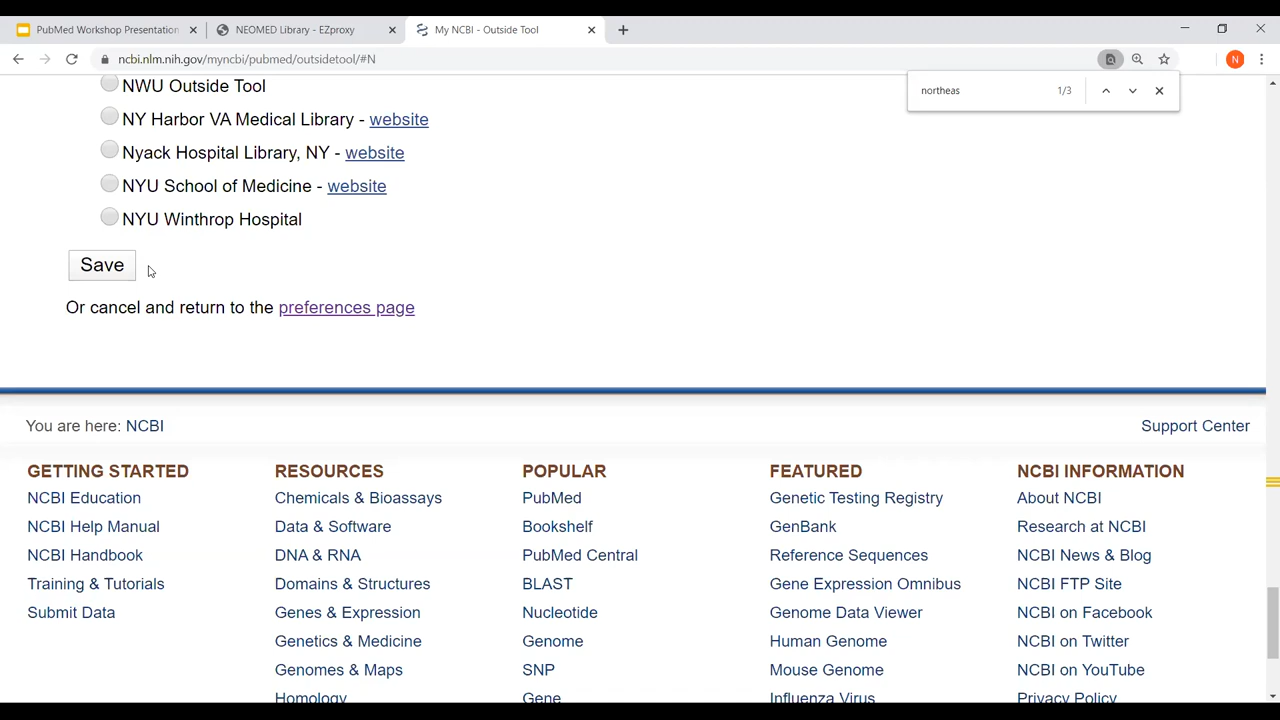 PubMed Workshop Presentation
NEOMED Library - EZproxy
My NCBI - Outside Tool
ncbi.nlm.nih.gov/myncbi/pubmed/outsidetool/#N
N
northeas 1/3
NWU Outside Tool
NY Harbor VA Medical Library - website
Nyack Hospital Library, NY - website
NYU School of Medicine - website
NYU Winthrop Hospital
Save
Or cancel and return to the preferences page
You are here: NCBI
Support Center
GETTING STARTED
NCBI Education
NCBI Help Manual
NCBI Handbook
Training & Tutorials
Submit Data
RESOURCES
Chemicals & Bioassays
Data & Software
DNA & RNA
Domains & Structures
Genes & Expression
Genetics & Medicine
Genomes & Maps
Homology
POPULAR
PubMed
Bookshelf
PubMed Central
BLAST
Nucleotide
Genome
SNP
Gene
FEATURED
Genetic Testing Registry
GenBank
Reference Sequences
Gene Expression Omnibus
Genome Data Viewer
Human Genome
Mouse Genome
Influenza Virus
NCBI INFORMATION
About NCBI
Research at NCBI
NCBI News & Blog
NCBI FTP Site
NCBI on Facebook
NCBI on Twitter
NCBI on YouTube
Privacy Policy